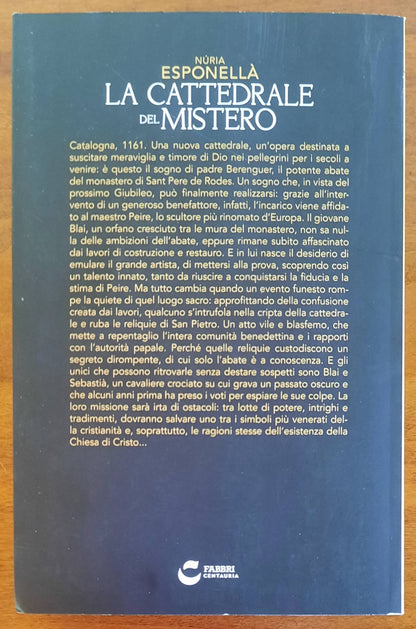 NÚRIA
ESPONELLÀ
LA CATTEDRALE
DEL MISTERO
Catalogna, 1161. Una nuova cattedrale, un'opera destinata a
suscitare meraviglia e timore di Dio nei pellegrini per i secoli a
venire: è questo il sogno di padre Berenguer, il potente abate
del monastero di Sant Pere de Rodes. Un sogno che, in vista del
prossimo Giubileo, può finalmente realizzarsi: grazie all'inter-
vento di un generoso benefattore, infatti, l'incarico viene affida-
to al maestro Peire, lo scultore più rinomato d'Europa. Il giovane
Blai, un orfano cresciuto tra le mura del monastero, non sa nul-
la delle ambizioni dell'abate, eppure rimane subito affascinato
dai lavori di costruzione e restauro. E in lui nasce il desiderio di
emulare il grande artista, di mettersi alla prova, scoprendo così
un talento innato, tanto da riuscire a conquistarsi la fiducia e la
stima di Peire. Ma tutto cambia quando un evento funesto rom-
pe la quiete di quel luogo sacro: approfittando della confusione
creata dai lavori, qualcuno s'intrufola nella cripta della cattedra-
le e ruba le reliquie di San Pietro. Un atto vile e blasfemo, che
mette a repentaglio l'intera comunità benedettina e i rapporti
con l'autorità papale. Perché quelle reliquie custodiscono un
segreto dirompente, di cui solo l'abate è a conoscenza. E gli
unici che possono ritrovarle senza destare sospetti sono Blai e
Sebastià, un cavaliere crociato su cui grava un passato oscuro e
che alcuni anni prima ha preso i voti per espiare le sue colpe. La
loro missione sarà irta di ostacoli: tra lotte di potere, intrighi e
tradimenti, dovranno salvare uno tra i simboli più venerati del-
la cristianità e, soprattutto, le ragioni stesse dell'esistenza della
Chiesa di Cristo...
FABBRI
CENTAURIA